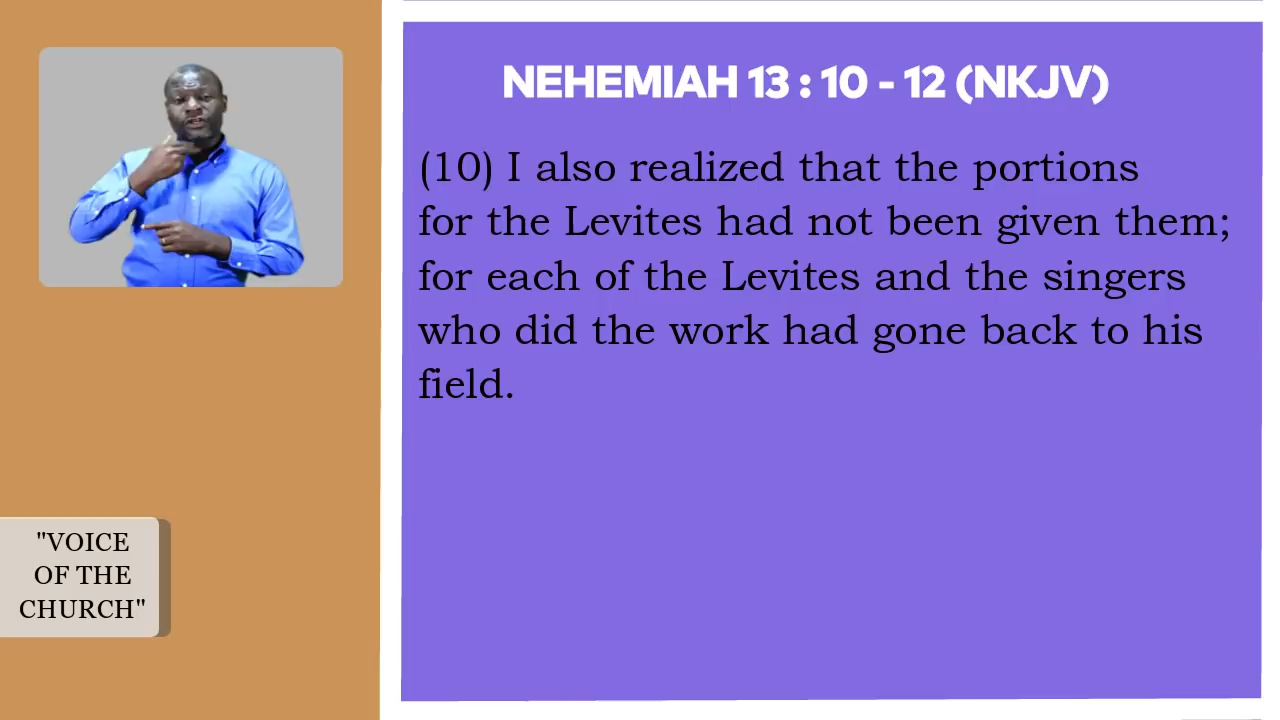 NEHEMIAH 13 : 10 - 12 (NKJV)
(10) I also realized that the portions
for the Levites had not been given them;
for each of the Levites and the singers
who did the work had gone back to his
field.
"VOICE
OF THE
CHURCH"